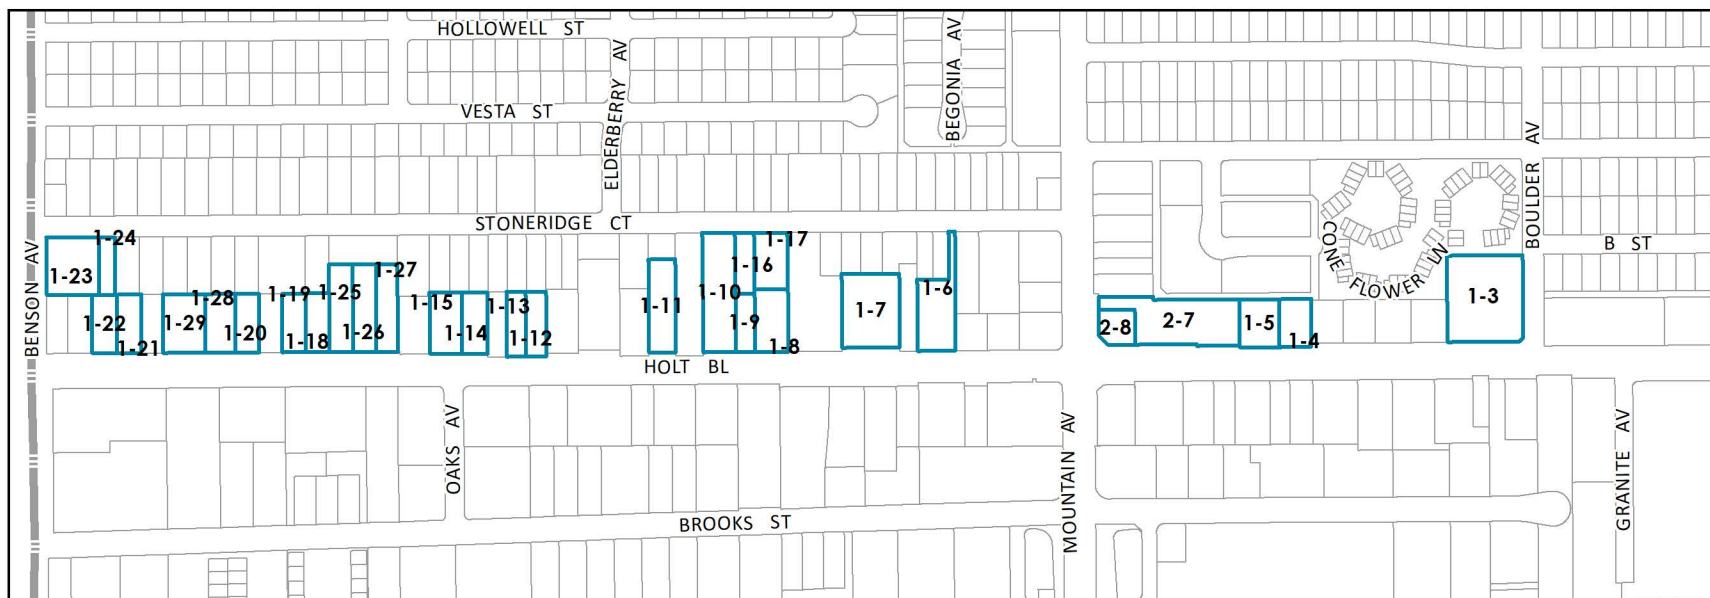 HOLLOWELL ST
ELDERBERRY AV
BEGONIA AV
VESTA ST
BOULDER AV
STONERIDGE CT
B ST
CONE FLOWER LN
BENSON AV
1-24
1-23
1-22
1-21
1-28
1-29
1-20
1-19
1-18
1-25
1-27
1-26
1-15
1-14
1-13
1-12
1-11
1-10
1-17
1-16
1-9
1-8
1-7
1-6
2-8
2-7
1-5
1-4
1-3
HOLT BL
OAKS AV
MOUNTAIN AV
GRANITE AV
BROOKS ST